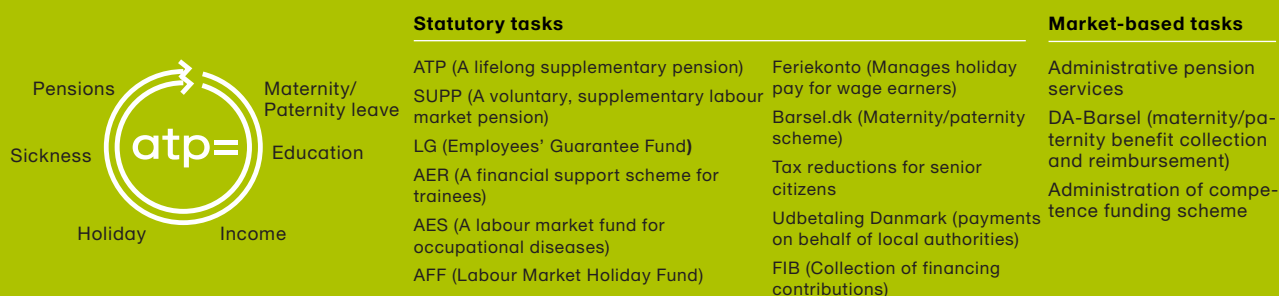 Pensions
Sickness
Holiday
atp=
Maternity/
Paternity leave
Education
Income
Statutory tasks
ATP (A lifelong supplementary pension)
SUPP (A voluntary, supplementary labour
market pension)
LG (Employees' Guarantee Fund)
AER (A financial support scheme for
trainees)
AES (A labour market fund for
occupational diseases)
AFF (Labour Market Holiday Fund)
Feriekonto (Manages holiday
pay for wage earners)
Barsel.dk (Maternity/paternity
scheme)
Tax reductions for senior
citizens
Udbetaling Danmark (payments
on behalf of local authorities)
FIB (Collection of financing
contributions)
Market-based tasks
Administrative pension
services
DA-Barsel (maternity/pa-
ternity benefit collection
and reimbursement)
Administration of compe-
tence funding scheme